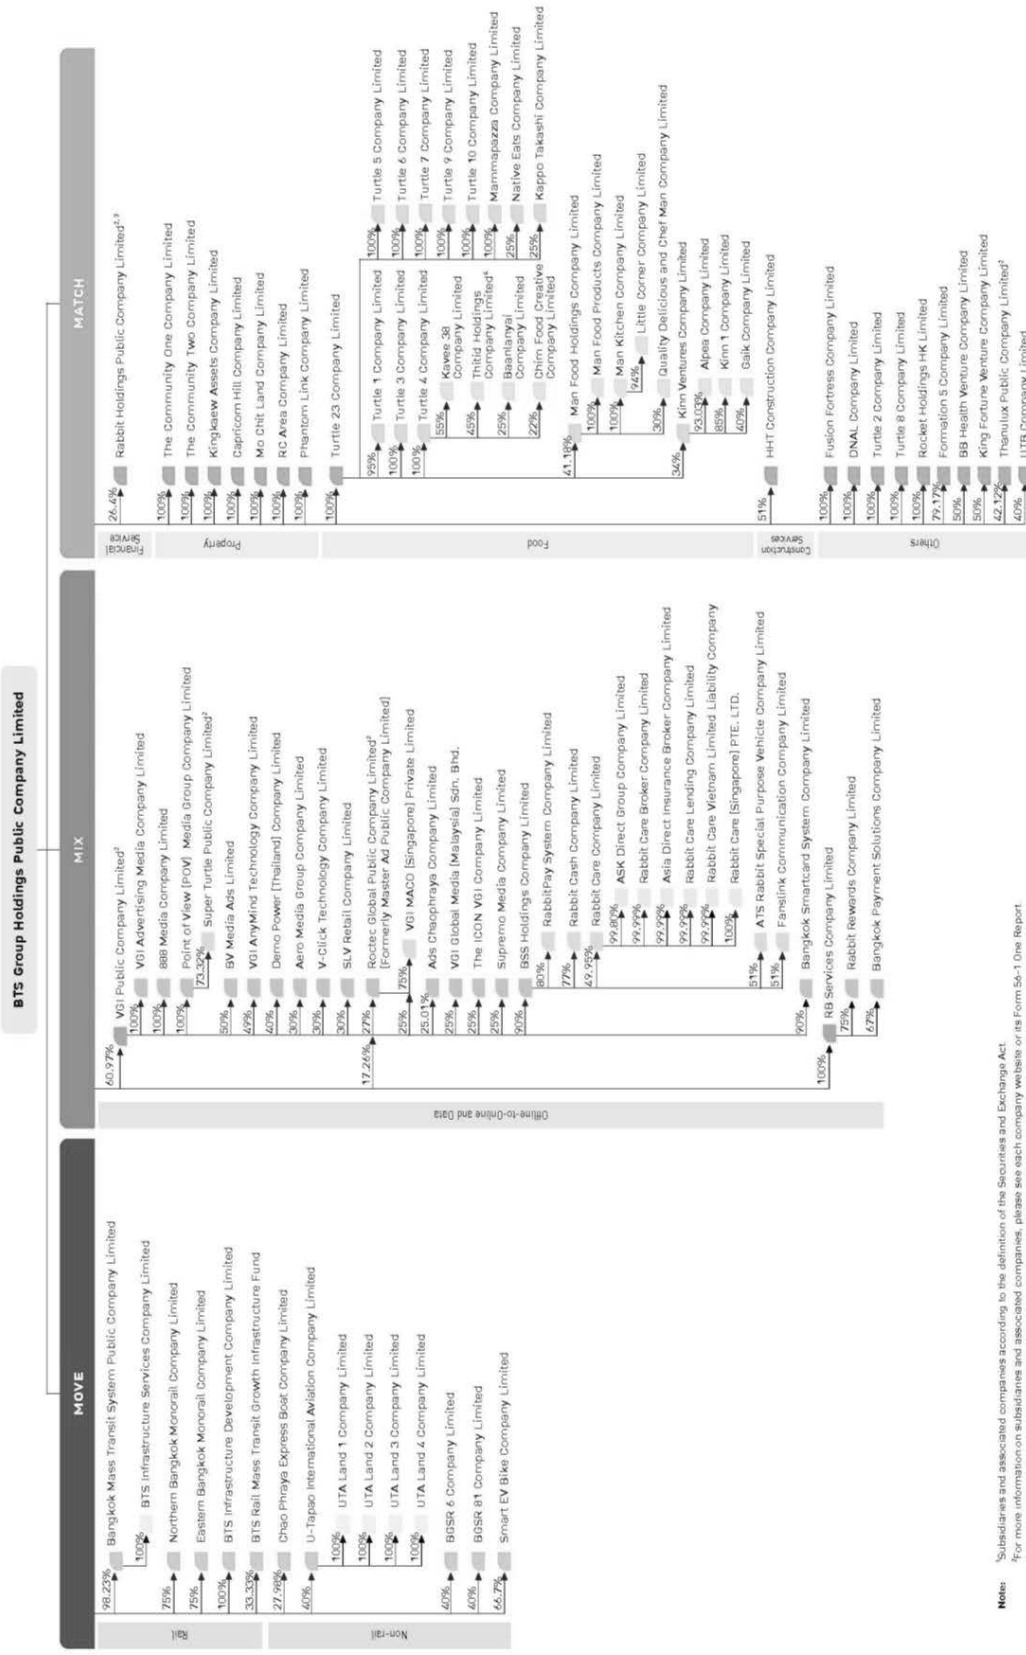 BTS Group Holdings Public Company Limited
MOVE
Rail
98.23%
Bangkok Mass Transit System Public Company Limited
100%
BTS Infrastructure Services Company Limited
75%
Northern Bangkok Monorail Company Limited
75%
Eastern Bangkok Monorail Company Limited
100%
BTS Infrastructure Development Company Limited
33.33%
BTS Rail Mass Transit Growth Infrastructure Fund
Non-rail
27.98%
Chao Phraya Express Boat Company Limited
40%
U-Tapao International Aviation Company Limited
100%
UTA Land 1 Company Limited
100%
UTA Land 2 Company Limited
100%
UTA Land 3 Company Limited
100%
UTA Land 4 Company Limited
40%
BGSR 6 Company Limited
40%
BGSR 81 Company Limited
66.7%
Smart EV Bike Company Limited
MIX
Offline-to-Online and Data
60.97%
VGI Public Company Limited²
100%
VGI Advertising Media Company Limited
100%
888 Media Company Limited
100%
Point of View [POV] Media Group Company Limited
73.32%
Super Turtle Public Company Limited²
50%
BV Media Ads Limited
49%
VGI AnyMind Technology Company Limited
40%
Demo Power [Thailand] Company Limited
30%
Aero Media Group Company Limited
30%
V-Click Technology Company Limited
30%
SLV Retail Company Limited
17.26%
27%
Roctec Global Public Company Limited²
[Formerly Master Ad Public Company Limited]
25%
75%
VGI MACO [Singapore] Private Limited
25.01%
Ads Chaophraya Company Limited
25%
VGI Global Media [Malaysia] Sdn. Bhd.
25%
The ICON VGI Company Limited
25%
Supremo Media Company Limited
90%
BSS Holdings Company Limited
80%
RabbitPay System Company Limited
77%
Rabbit Cash Company Limited
49.95%
Rabbit Care Company Limited
99.80%
ASK Direct Group Company Limited
99.99%
Rabbit Care Broker Company Limited
99.99%
Asia Direct Insurance Broker Company Limited
99.99%
Rabbit Care Lending Company Limited
99.99%
Rabbit Care Vietnam Limited Liability Company
100%
Rabbit Care [Singapore] PTE. LTD.
51%
ATS Rabbit Special Purpose Vehicle Company Limited
51%
Fanslink Communication Company Limited
90%
Bangkok Smartcard System Company Limited
100%
RB Services Company Limited
75%
Rabbit Rewards Company Limited
67%
Bangkok Payment Solutions Company Limited
MATCH
Financial
Service
26.4%
Rabbit Holdings Public Company Limited²,³
Property
100%
The Community One Company Limited
100%
The Community Two Company Limited
100%
Kingkaew Assets Company Limited
100%
Capricorn Hill Company Limited
100%
Mo Chit Land Company Limited
100%
RC Area Company Limited
100%
Phantom Link Company Limited
Food
100%
Turtle 23 Company Limited
95%
Turtle 1 Company Limited
100%
Turtle 3 Company Limited
100%
Turtle 4 Company Limited
55%
Kawee 38
Company Limited
45%
Thitid Holdings
Company Limited⁴
25%
Baanlanyai
Company Limited
22%
Chim Food Creative
Company Limited
100%
Turtle 5 Company Limited
100%
Turtle 6 Company Limited
100%
Turtle 7 Company Limited
100%
Turtle 9 Company Limited
100%
Turtle 10 Company Limited
100%
Mammapazza Company Limited
25%
Native Eats Company Limited
25%
Kappo Takashi Company Limited
41.18%
Man Food Holdings Company Limited
100%
Man Food Products Company Limited
100%
Man Kitchen Company Limited
94%
Little Corner Company Limited
30%
Quality Delicious and Chef Man Company Limited
34%
Kinn Ventures Company Limited
93.03%
Alpea Company Limited
85%
Kinn 1 Company Limited
40%
Gaik Company Limited
Construction
Services
51%
HHT Construction Company Limited
Others
100%
Fusion Fortress Company Limited
100%
DNAL Company Limited
100%
Turtle 2 Company Limited
100%
Turtle 8 Company Limited
100%
Rocket Holdings HK Limited
79.17%
Formation 5 Company Limited
50%
BB Health Venture Company Limited
50%
King Fortune Venture Company Limited
42.12%
Thanulux Public Company Limited²
40%
UTB Company Limited
Note: ¹Subsidiaries and associated companies according to the definition of the Securities and Exchange Act
²For more information on subsidiaries and associated companies, please see each company website or its Form 56-1 One Report